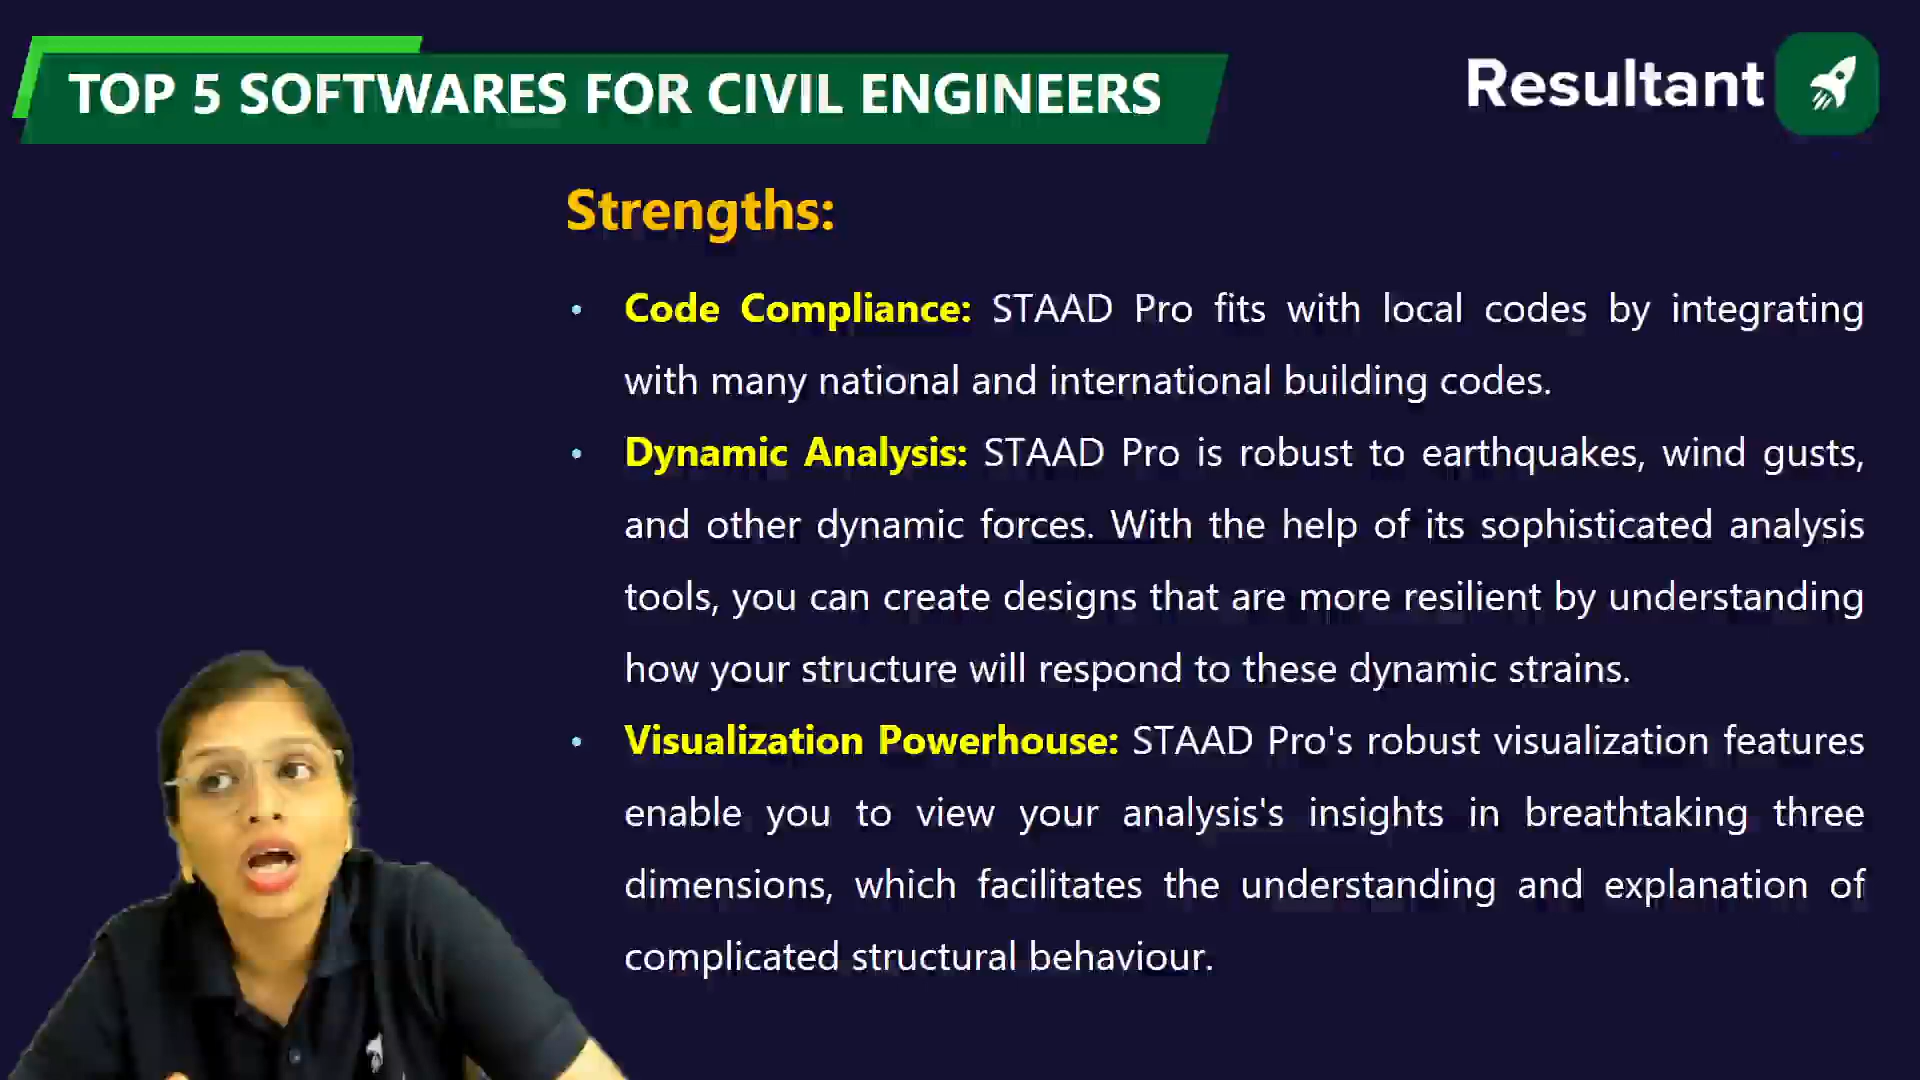 TOP 5 SOFTWARES FOR CIVIL ENGINEERS
Resultant
Strengths:
• Code Compliance: STAAD Pro fits with local codes by integrating
with many national and international building codes.
• Dynamic Analysis: STAAD Pro is robust to earthquakes, wind gusts,
and other dynamic forces. With the help of its sophisticated analysis
tools, you can create designs that are more resilient by understanding
how your structure will respond to these dynamic strains.
• Visualization Powerhouse: STAAD Pro's robust visualization features
enable you to view your analysis's insights in breathtaking three
dimensions, which facilitates the understanding and explanation of
complicated structural behaviour.